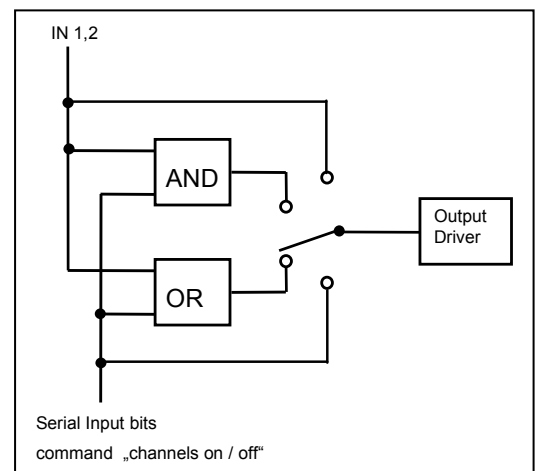 IN 1,2
AND
Output
Driver
OR
Serial Input bits
command „channels on / off“